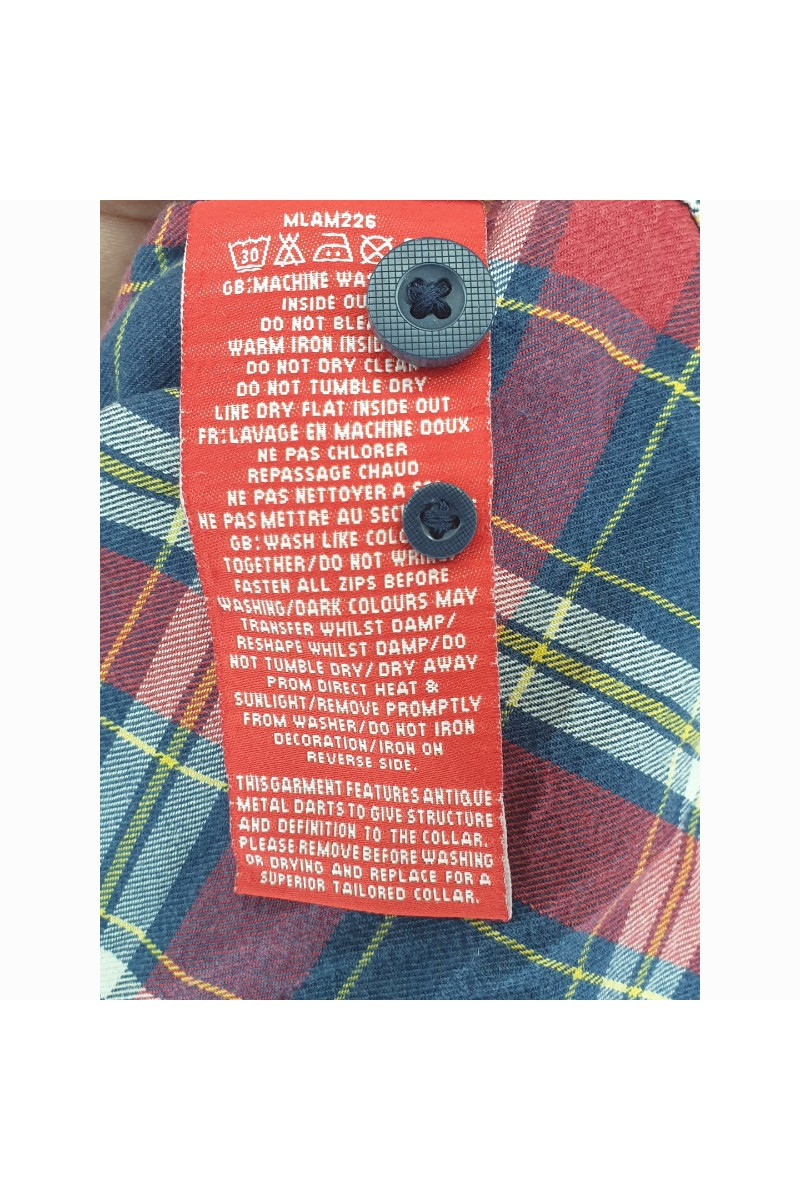 MLAM226
30
GB:MACHINE WAS
INSIDE OU
DO NOT BLEA
WARM IRON INSID
DO NOT DRY CLEAN
DO NOT TUMBLE DRY
LINE DRY FLAT INSIDE OUT
FR:LAVAGE EN MACHINE DOUX
NE PAS CHLORER
REPASSAGE CHAUD
NE PAS NETTOYER A S
NE PAS METTRE AU SEC
GB: WASH LIKE COLO
TOGETHER/DO NOT WRING
FASTEN ALL ZIPS BEFORE
WASHING/DARK COLOURS MAY
TRANSFER WHILST DAMP/
RESHAPE WHILST DAMP/DO
NOT TUMBLE DRY/DRY AWAY
FROM DIRECT HEAT &
SUNLIGHT/REMOVE PROMPTLY
FROM WASHER/DO NOT IRON
DECORATION/IRON ON
REVERSE SIDE.
THIS GARMENT FEATURES ANTIQUE
METAL DARTS TO GIVE STRUCTURE
AND DEFINITION TO THE COLLAR.
PLEASE REMOVE BEFORE WASHING
OR DRYING AND REPLACE FOR A
SUPERIOR TAILORED COLLAR.